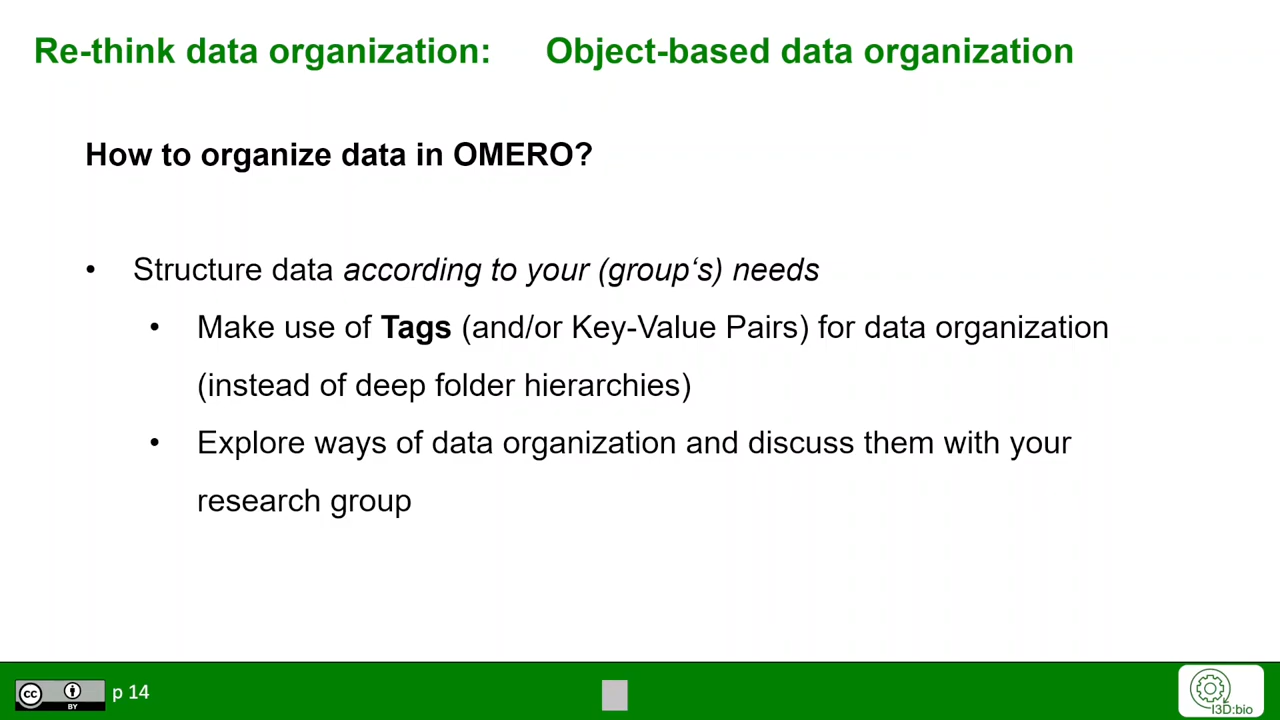 Re-think data organization: Object-based data organization
How to organize data in OMERO?
• Structure data according to your (group‘s) needs
• Make use of Tags (and/or Key-Value Pairs) for data organization
(instead of deep folder hierarchies)
• Explore ways of data organization and discuss them with your
research group
cc BY p 14
I3D:bio